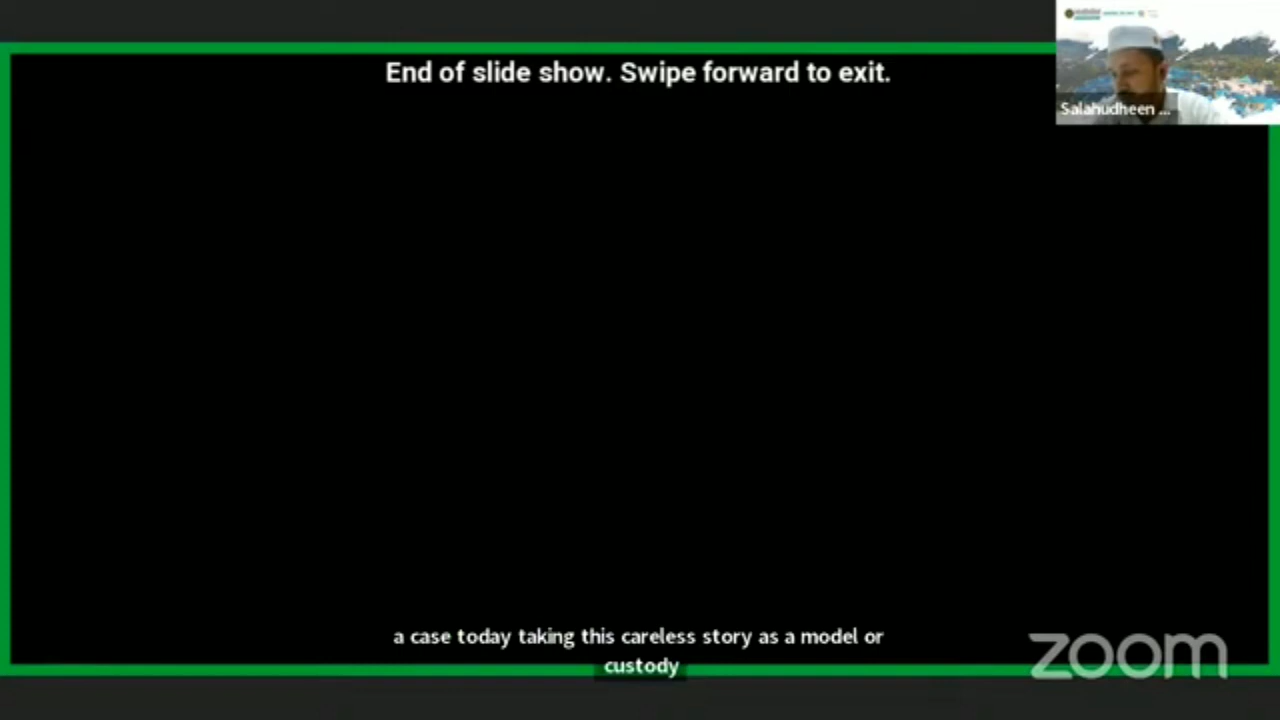 End of slide show. Swipe forward to exit.
Salahudheen ...
a case today taking this careless story as a model or
custody
zoom